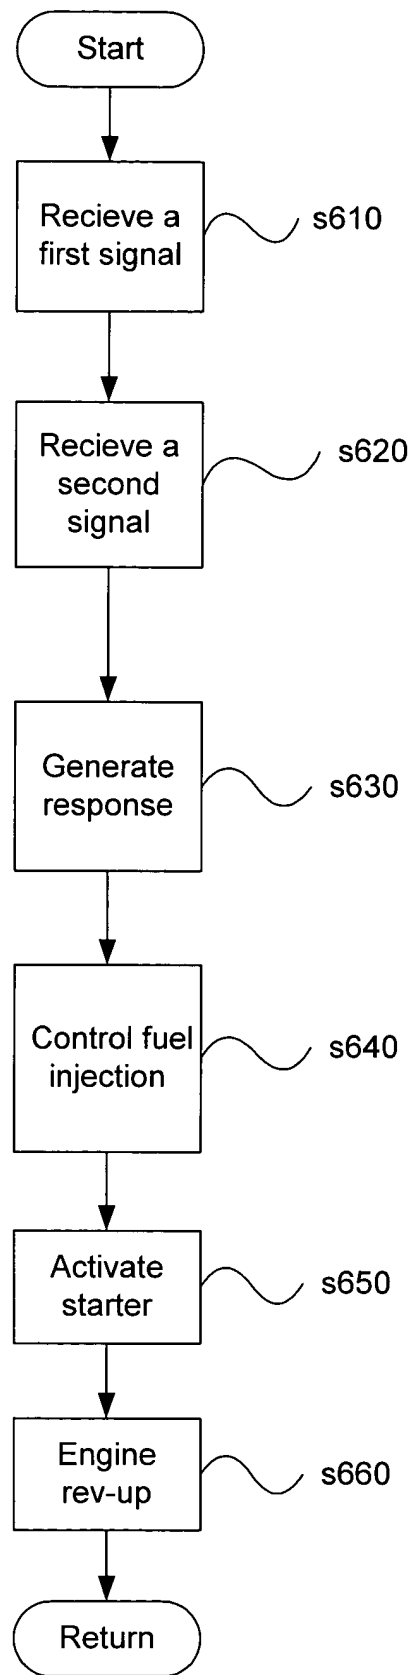 Start
Recieve a
first signal
s610
Recieve a
second
signal
s620
Generate
response
s630
Control fuel
injection
s640
Activate
starter
s650
Engine
rev-up
s660
Return